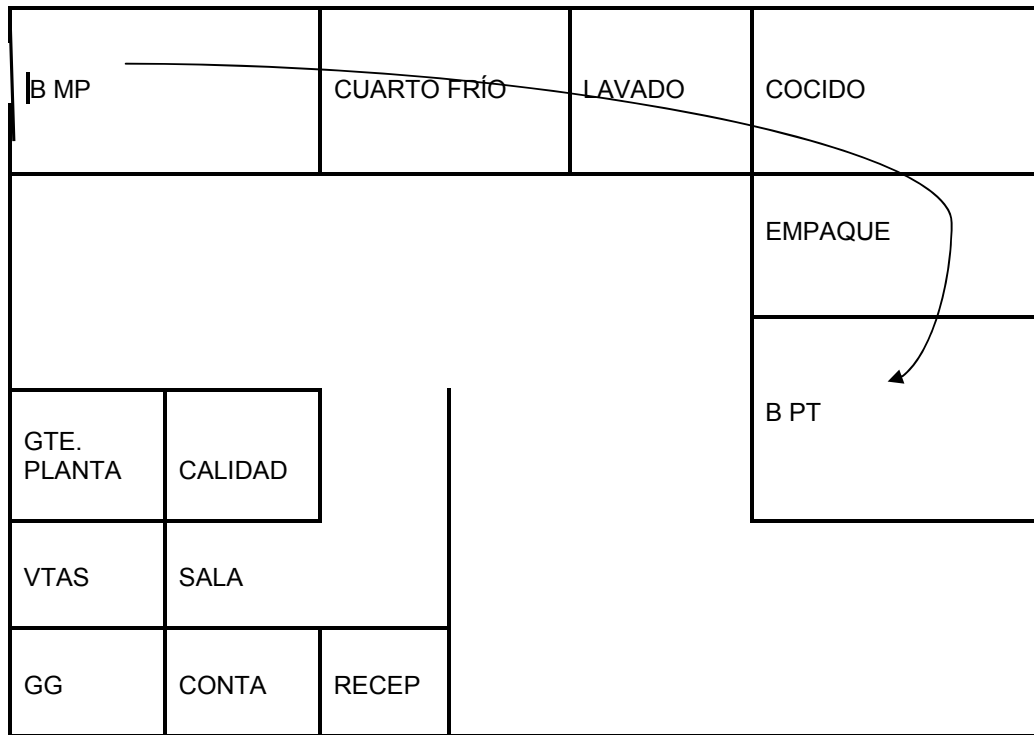 B MP
CUARTO FRÍO
LAVADO
COCIDO
EMPAQUE
B PT
GTE.
PLANTA
CALIDAD
VTAS
SALA
GG
CONTA
RECEP